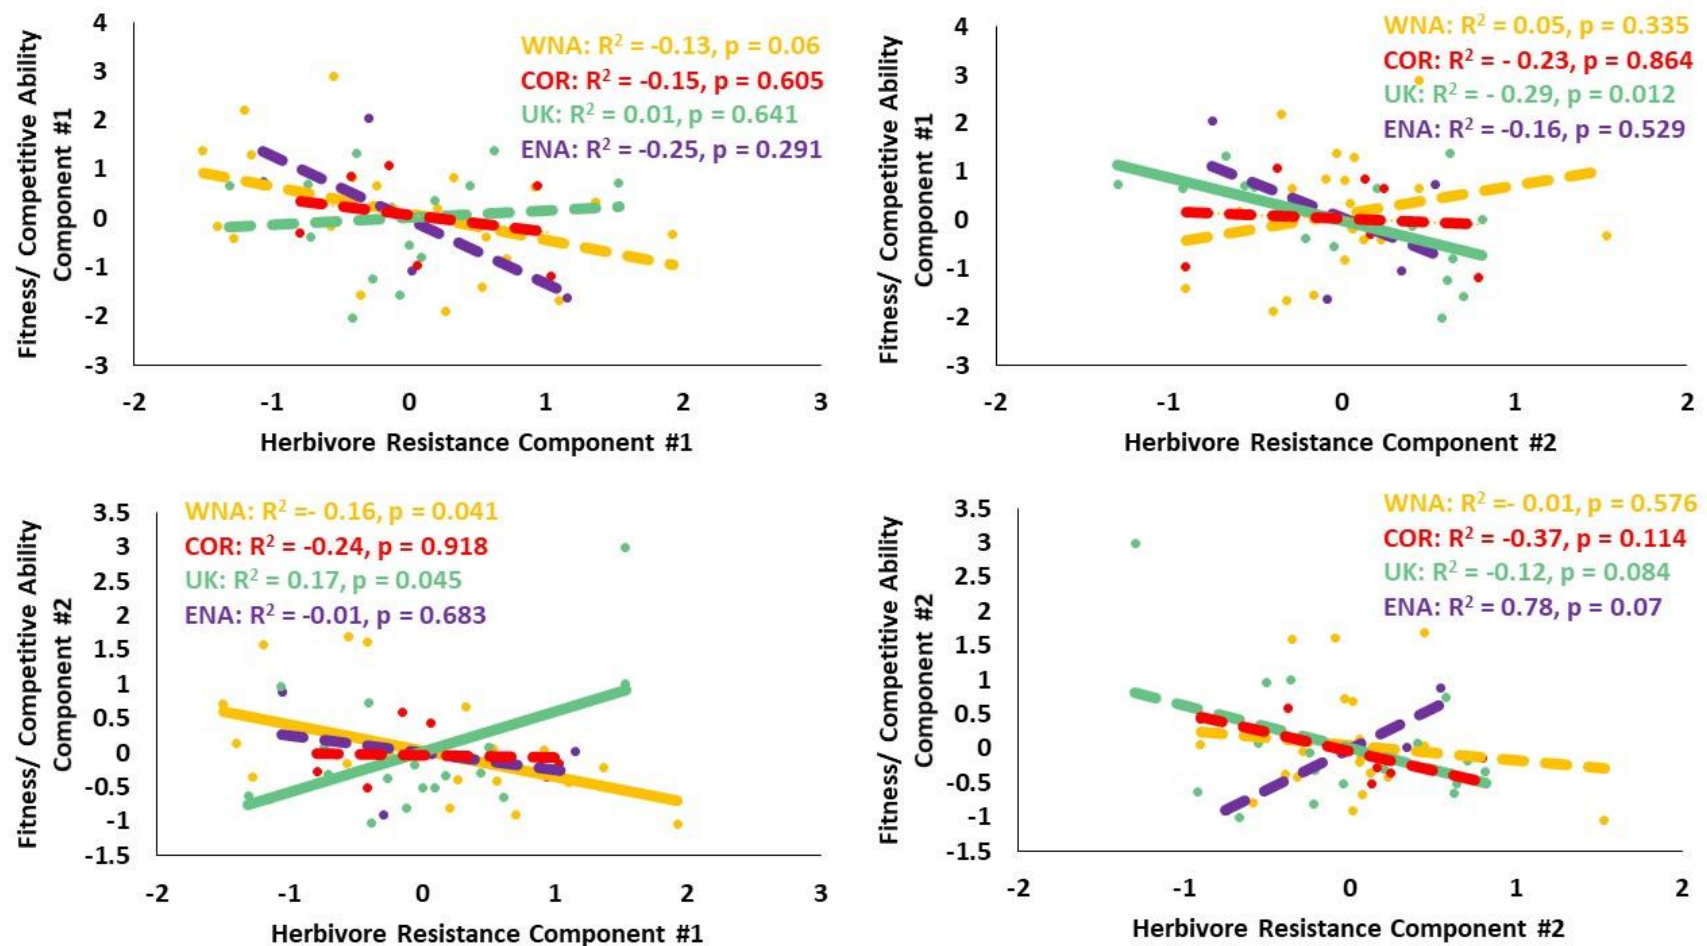 Fitness/ Competitive Ability
Component #1
4
3
2
1
0
-1
-2
-3
WNA: R² = -0.13, p = 0.06
COR: R² = -0.15, p = 0.605
UK: R² = 0.01, p = 0.641
ENA: R² = -0.25, p = 0.291
-2 -1 0 1 2 3
Herbivore Resistance Component #1
Fitness/ Competitive Ability
Component #1
4
3
2
1
0
-1
-2
-3
WNA: R² = 0.05, p = 0.335
COR: R² = - 0.23, p = 0.864
UK: R² = - 0.29, p = 0.012
ENA: R² = -0.16, p = 0.529
-2 -1 0 1 2
Herbivore Resistance Component #2
Fitness/ Competitive Ability
Component #2
3.5
3
2.5
2
1.5
1
0.5
0
-0.5
-1
-1.5
WNA: R² =- 0.16, p = 0.041
COR: R² = -0.24, p = 0.918
UK: R² = 0.17, p = 0.045
ENA: R² = -0.01, p = 0.683
-2 -1 0 1 2 3
Herbivore Resistance Component #1
Fitness/ Competitive Ability
Component #2
3.5
3
2.5
2
1.5
1
0.5
0
-0.5
-1
-1.5
WNA: R² =- 0.01, p = 0.576
COR: R² = -0.37, p = 0.114
UK: R² = -0.12, p = 0.084
ENA: R² = 0.78, p = 0.07
-2 -1 0 1 2
Herbivore Resistance Component #2